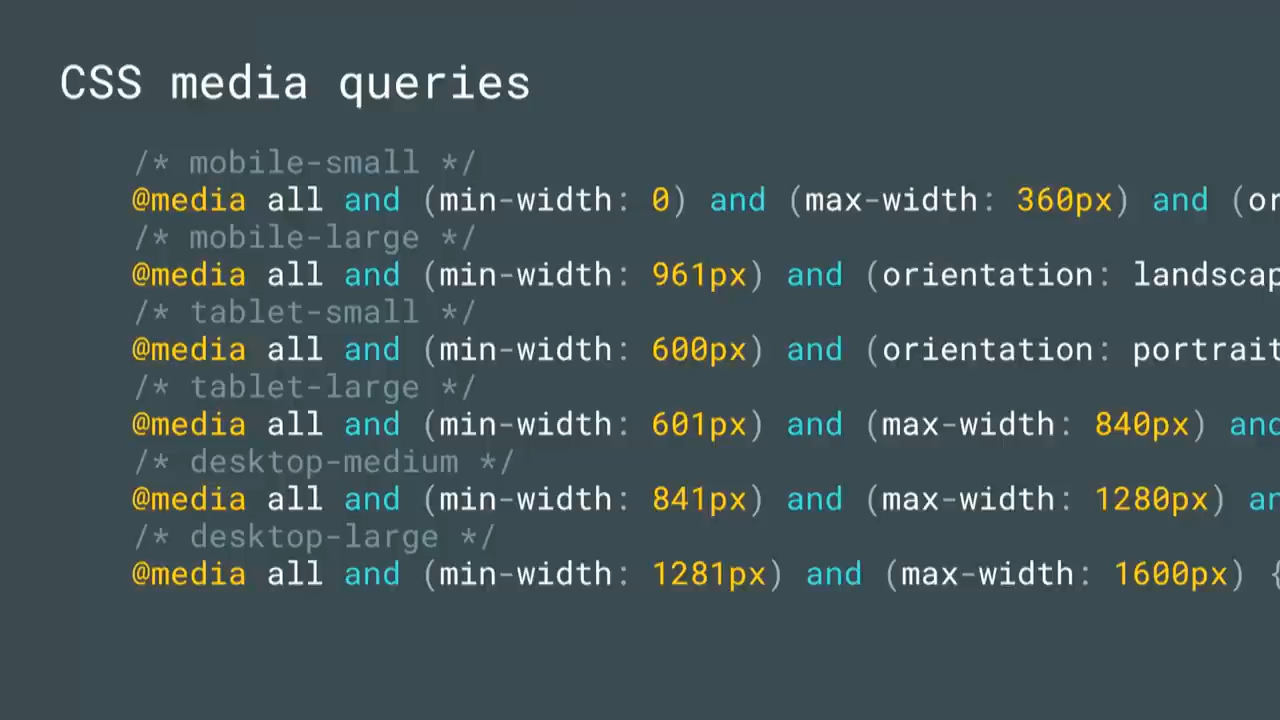 CSS media queries
/* mobile-small */
@media all and (min-width: 0) and (max-width: 360px) and (or
/* mobile-large */
@media all and (min-width: 961px) and (orientation: landscap
/* tablet-small */
@media all and (min-width: 600px) and (orientation: portrait
/* tablet-large */
@media all and (min-width: 601px) and (max-width: 840px) and
/* desktop-medium */
@media all and (min-width: 841px) and (max-width: 1280px) an
/* desktop-large */
@media all and (min-width: 1281px) and (max-width: 1600px) {